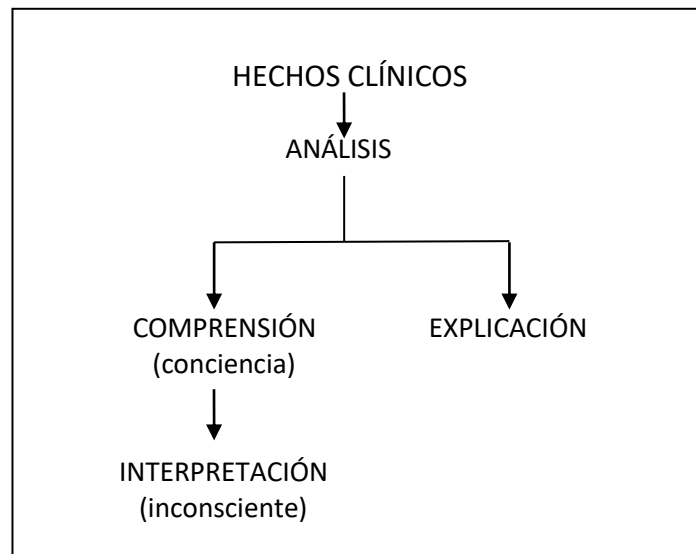 HECHOS CLÍNICOS
ANÁLISIS
COMPRENSIÓN
(conciencia)
EXPLICACIÓN
INTERPRETACIÓN
(inconsciente)